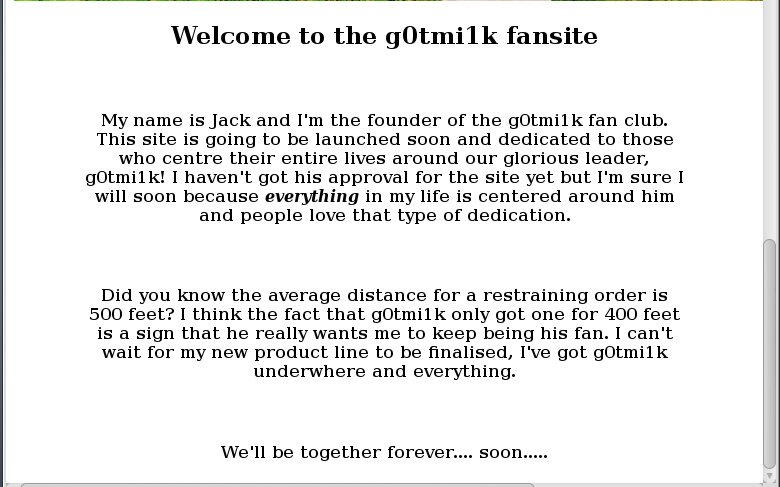 Welcome to the g0tmi1k fansite
My name is Jack and I'm the founder of the g0tmi1k fan club.
This site is going to be launched soon and dedicated to those
who centre their entire lives around our glorious leader,
g0tmi1k! I haven't got his approval for the site yet but I'm sure I
will soon because everything in my life is centered around him
and people love that type of dedication.
Did you know the average distance for a restraining order is
500 feet? I think the fact that g0tmi1k only got one for 400 feet
is a sign that he really wants me to keep being his fan. I can't
wait for my new product line to be finalised, I've got g0tmi1k
underwhere and everything.
We'll be together forever.... soon.....